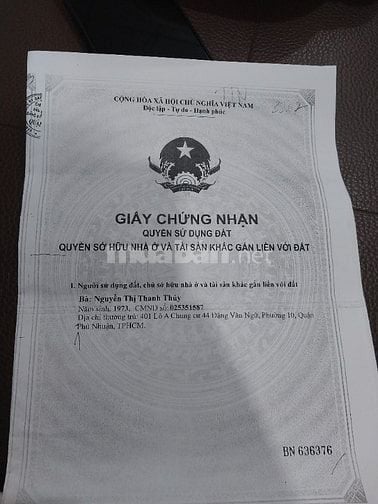 CỘNG HÒA XÃ HỘI CHỦ NGHĨA VIỆT NAM
Độc lập - Tự do - Hạnh phúc
GIẤY CHỨNG NHẬN
QUYỀN SỬ DỤNG ĐẤT
QUYỀN SỞ HỮU NHÀ Ở VÀ TÀI SẢN KHÁC GẮN LIỀN VỚI ĐẤT
muaban.net
I. Người sử dụng đất, chủ sở hữu nhà ở và tài sản khác gắn liền với đất
Bà: Nguyễn Thị Thanh Thủy
Năm sinh: 1973, CMND số: 025351587
Địa chỉ thường trú: 401 Lô A Chung cư 44 Đặng Văn Ngữ, Phường 10, Quận
Phú Nhuận, TPHCM.
BN 636376